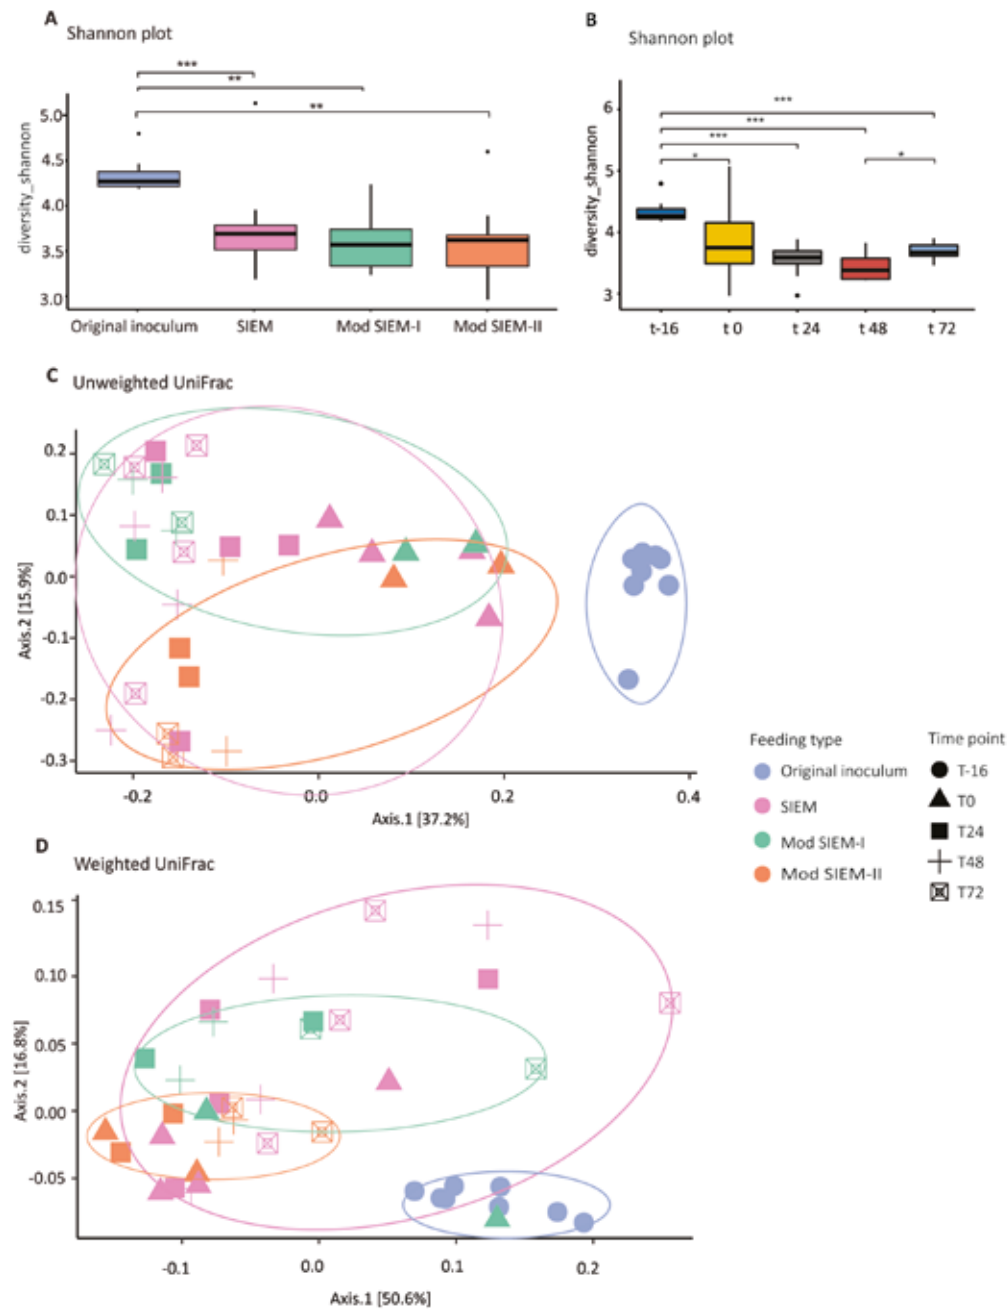 A
Shannon plot
***
**
**
diversity_shannon
5.0
4.5
4.0
3.5
3.0
Original inoculum SIEM Mod SIEM-I Mod SIEM-II
B
Shannon plot
***
***
***
*
*
diversity_shannon
6
5
4
3
t-16 t 0 t 24 t 48 t 72
C Unweighted UniFrac
Axis.2 [15.9%]
0.2
0.1
0.0
-0.1
-0.2
-0.3
-0.2 0.0 0.2 0.4
Axis.1 [37.2%]
Feeding type
Original inoculum
SIEM
Mod SIEM-I
Mod SIEM-II
Time point
T-16
T0
T24
T48
T72
D Weighted UniFrac
Axis.2 [16.8%]
0.15
0.10
0.05
0.00
-0.05
-0.1 0.0 0.1 0.2
Axis.1 [50.6%]